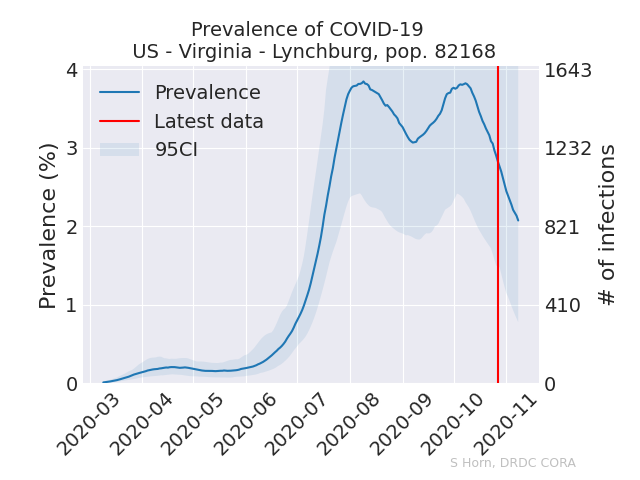 Prevalence of COVID-19
US - Virginia - Lynchburg, pop. 82168
Prevalence (%)
4
3
2
1
0
Prevalence
Latest data
95CI
1643
1232
821
410
0
# of infections
2020-03
2020-04
2020-05
2020-06
2020-07
2020-08
2020-09
2020-10
2020-11
S Horn, DRDC CORA